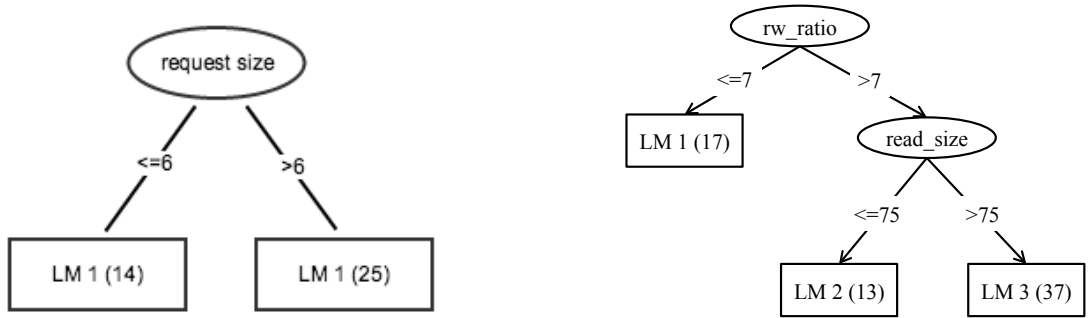 request size
<=6
>6
LM 1 (14)
LM 1 (25)
rw_ratio
<=7
>7
LM 1 (17)
read_size
<=75
>75
LM 2 (13)
LM 3 (37)